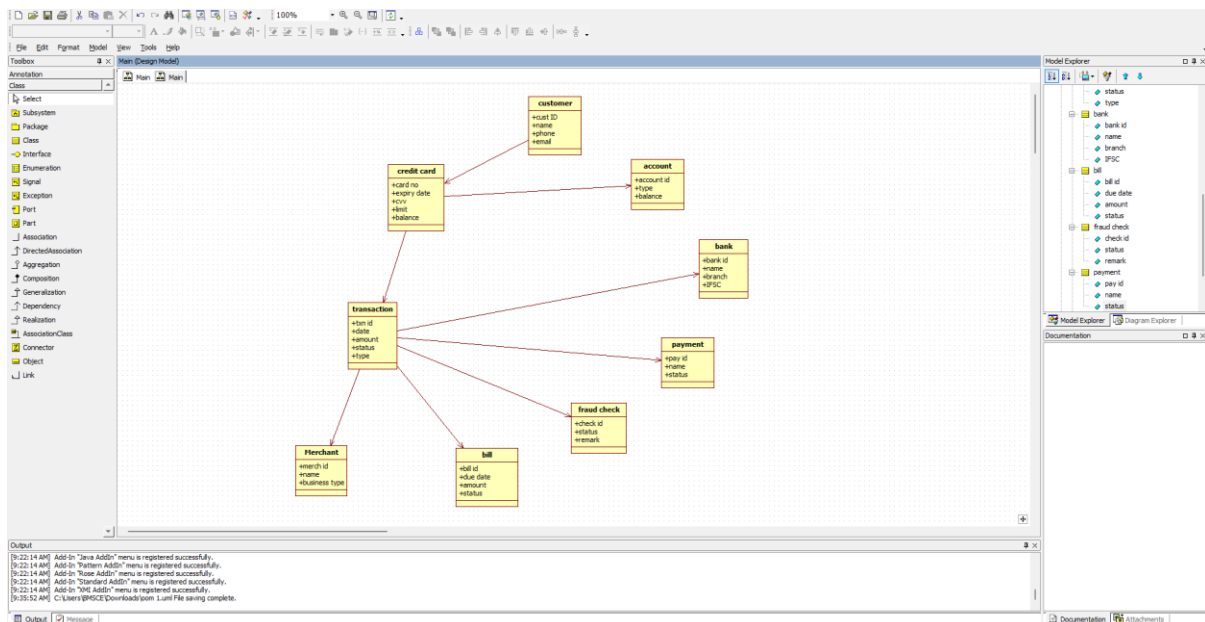 100%
File Edit Format Model View Tools Help
Toolbox
Annotation
Class
Select
Subsystem
Package
Class
Interface
Enumeration
Signal
Exception
Port
Part
Association
DirectedAssociation
Aggregation
Composition
Generalization
Dependency
Realization
AssociationClass
Connector
Object
Link
Main (Design Model)
Main Main
customer
+cust ID
+name
+phone
+email
credit card
+card no
+expiry date
+cvv
+limit
+balance
account
+account id
+type
+balance
bank
+bank id
+name
+branch
+IFSC
transaction
+txn id
+date
+amount
+status
+type
payment
+pay id
+name
+status
fraud check
+check id
+status
+remark
Merchant
+merch id
+name
+business type
bill
+bill id
+due date
+amount
+status
Model Explorer
status
type
bank
bank id
name
branch
IFSC
bill
bill id
due date
amount
status
fraud check
check id
status
remark
payment
pay id
name
status
Model Explorer Diagram Explorer
Documentation
Documentation Attachments
Output
[9:22:14 AM] Add-In "Java AddIn" menu is registered successfully.
[9:22:14 AM] Add-In "Pattern AddIn" menu is registered successfully.
[9:22:14 AM] Add-In "Rose AddIn" menu is registered successfully.
[9:22:14 AM] Add-In "Standard AddIn" menu is registered successfully.
[9:22:14 AM] Add-In "XMI AddIn" menu is registered successfully.
[9:35:52 AM] C:\Users\BMSCE\Downloads\pom 1.uml File saving complete.
Output Message